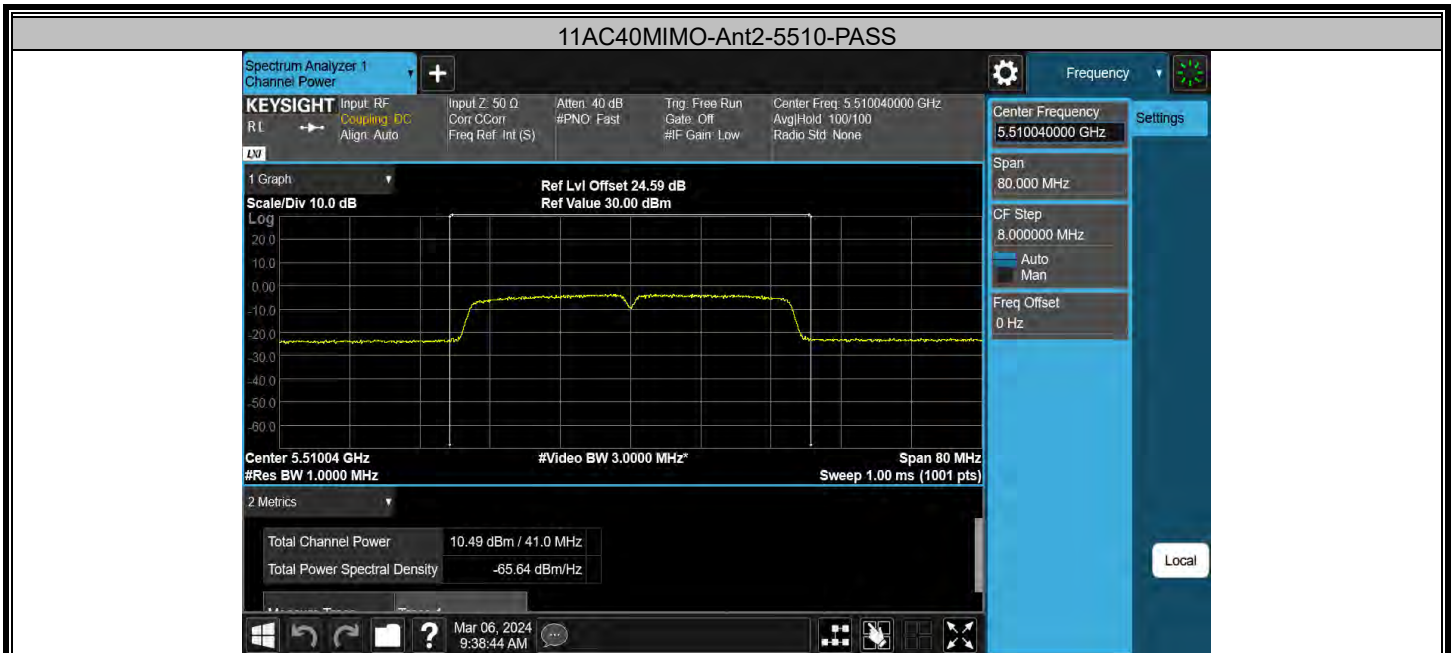 11AC40MIMO-Ant2-5510-PASS
Spectrum Analyzer 1
Channel Power
+
Frequency
KEYSIGHT
RL
LXI
Input: RF
Coupling: DC
Align: Auto
Input Z: 50 Ω
Corr CCorr
Freq Ref: Int (S)
Atten: 40 dB
#PNO: Fast
Trig: Free Run
Gate: Off
#IF Gain: Low
Center Freq: 5.510040000 GHz
Avg|Hold: 100/100
Radio Std: None
Center Frequency
5.510040000 GHz
Settings
Span
80.000 MHz
CF Step
8.000000 MHz
Auto
Man
Freq Offset
0 Hz
Local
1 Graph
Scale/Div 10.0 dB
Ref Lvl Offset 24.59 dB
Ref Value 30.00 dBm
Log
20.0
10.0
0.00
-10.0
-20.0
-30.0
-40.0
-50.0
-60.0
Center 5.51004 GHz
#Video BW 3.0000 MHz*
Span 80 MHz
#Res BW 1.0000 MHz
Sweep 1.00 ms (1001 pts)
2 Metrics
Total Channel Power 10.49 dBm / 41.0 MHz
Total Power Spectral Density -65.64 dBm/Hz
?
Mar 06, 2024
9:38:44 AM